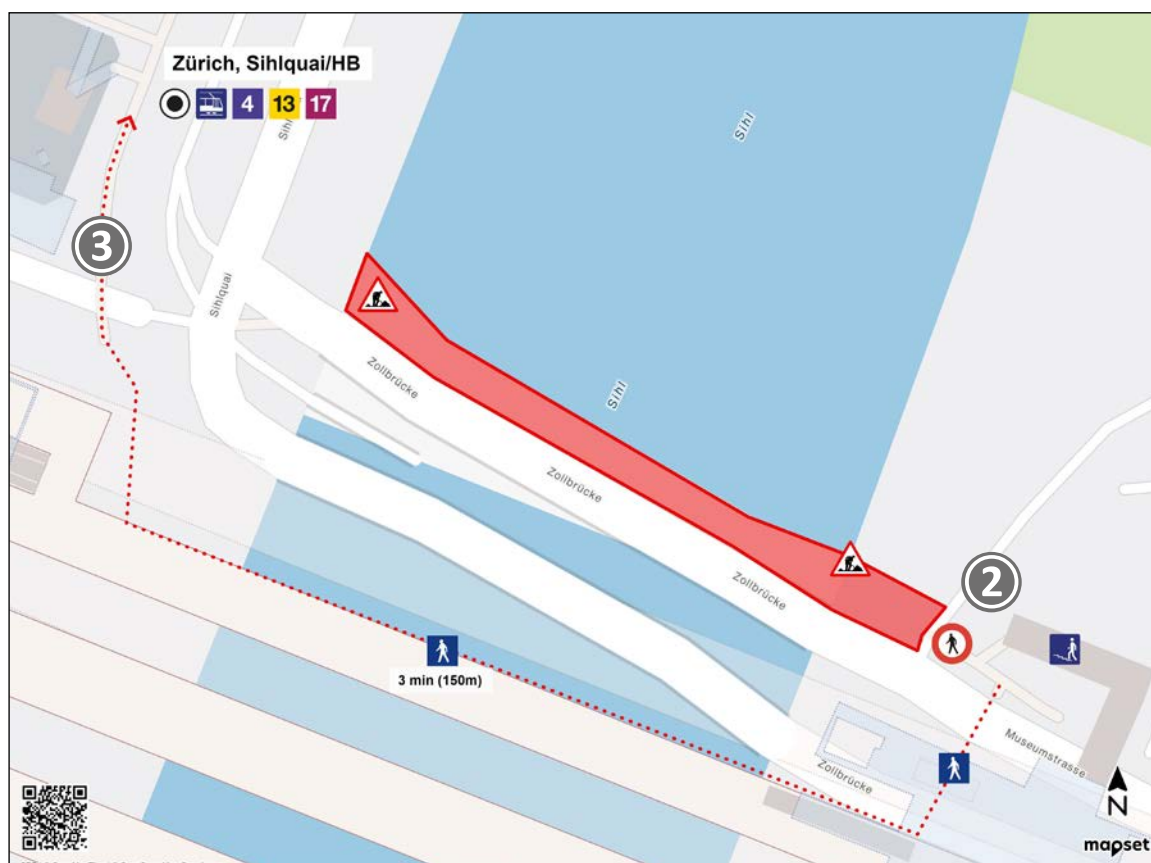 Zürich, Sihlquai/HB
4 13 17
Sihl
3
Sihlquai
Sihl
Zollbrücke
Sihl
Zollbrücke
Zollbrücke
2
3 min (150m)
Museumstrasse
Zollbrücke
N
mapset